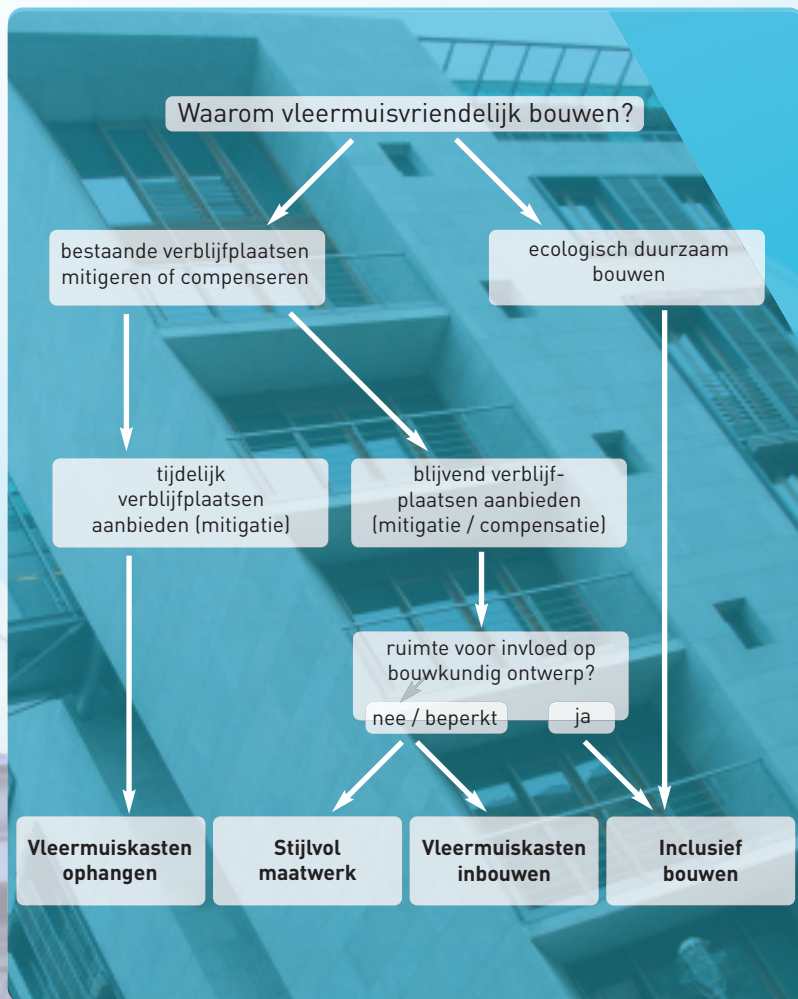 Waarom vleermuisvriendelijk bouwen?
bestaande verblijfplaatsen
mitigeren of compenseren
ecologisch duurzaam
bouwen
tijdelijk
verblijfplaatsen
aanbieden (mitigatie)
blijvend verblijf-
plaatsen aanbieden
(mitigatie / compensatie)
ruimte voor invloed op
bouwkundig ontwerp?
nee / beperkt
ja
Vleermuiskasten
ophangen
Stijlvol
maatwerk
Vleermuiskasten
inbouwen
Inclusief
bouwen